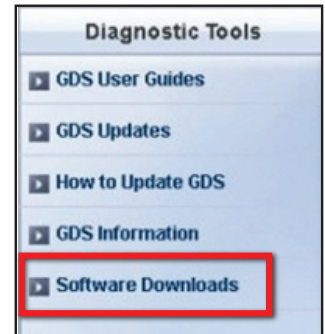 Diagnostic Tools
GDS User Guides
GDS Updates
How to Update GDS
GDS Information
Software Downloads